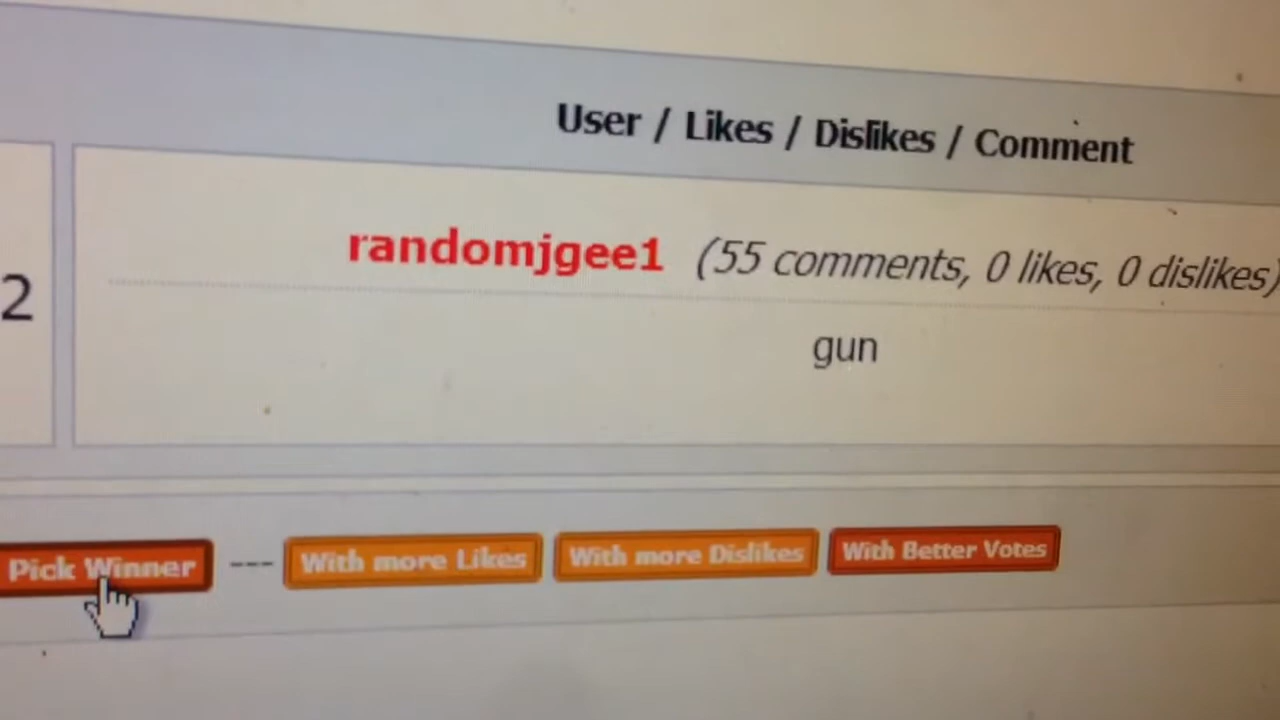 User / Likes / Dislikes / Comment
randomjgee1 (55 comments, 0 likes, 0 dislikes)
2
gun
Pick Winner --- With more Likes With more Dislikes With Better Votes